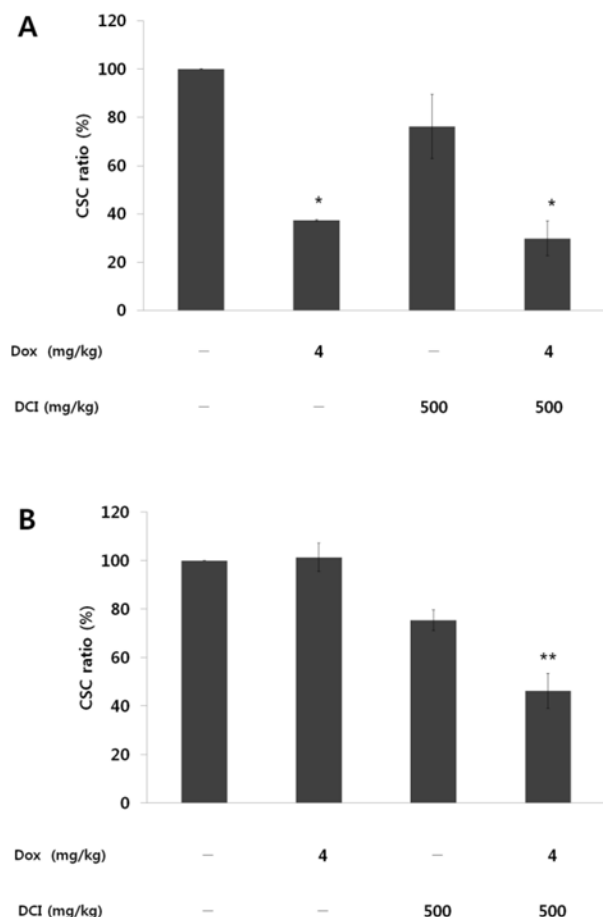 A
120
100
80
60
40
20
0
CSC ratio (%)
*
*
Dox (mg/kg) – 4 – 4
DCI (mg/kg) – – 500 500
B
120
100
80
60
40
20
0
CSC ratio (%)
**
Dox (mg/kg) – 4 – 4
DCI (mg/kg) – – 500 500